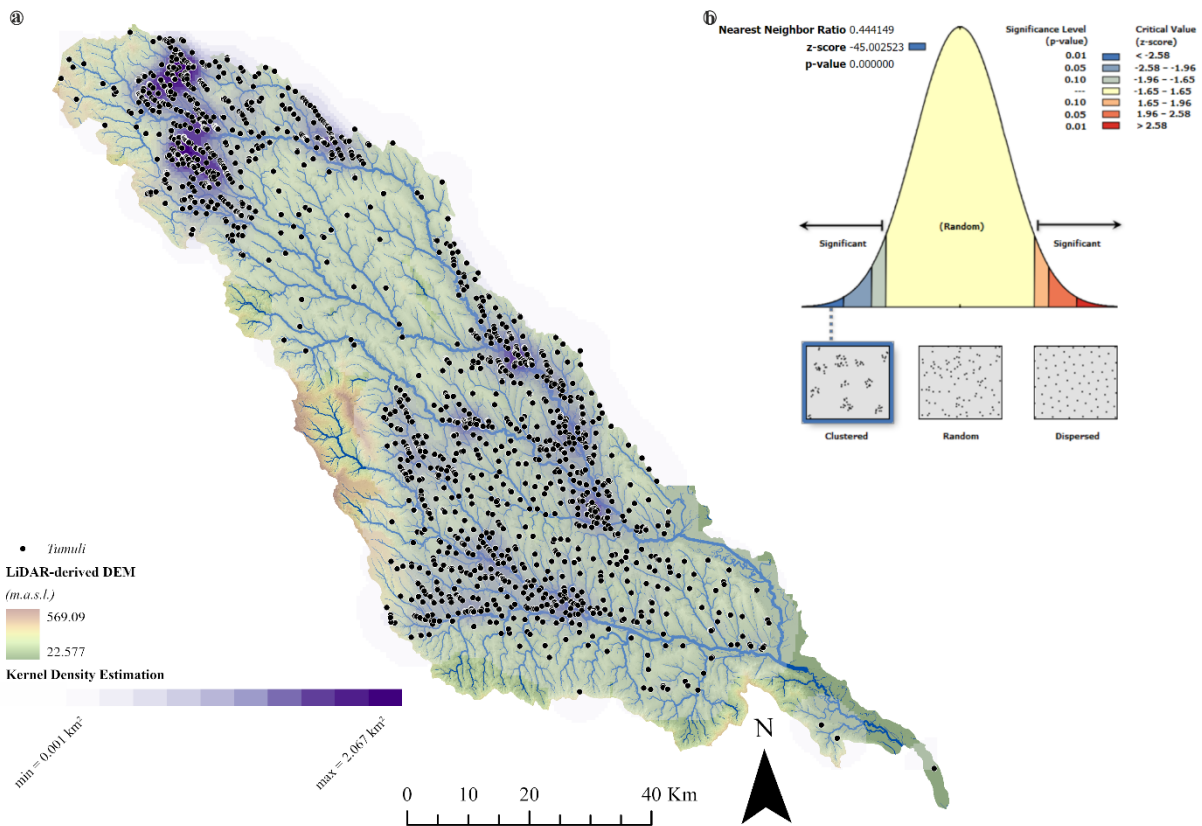 a
Tumuli
LiDAR-derived DEM
(m.a.s.l.)
569.09
22.577
Kernel Density Estimation
min = 0.001 km²
max = 2.067 km²
0 10 20 40 Km
N
b
Nearest Neighbor Ratio 0.444149
z-score -45.002523
p-value 0.000000
Significance Level Critical Value
(p-value) (z-score)
0.01 < -2.58
0.05 -2.58 – -1.96
0.10 -1.96 – -1.65
--- -1.65 – 1.65
0.10 1.65 – 1.96
0.05 1.96 – 2.58
0.01 > 2.58
(Random)
Significant Significant
Clustered Random Dispersed